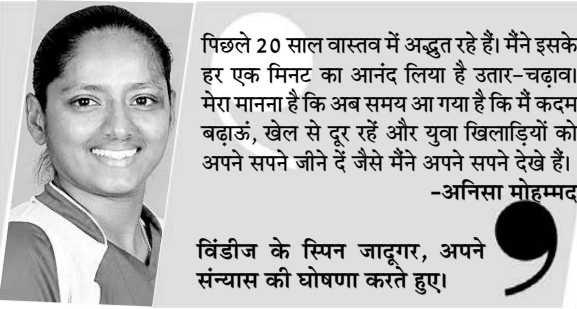 पिछले 20 साल वास्तव में अद्भुत रहे हैं। मैंने इसके
हर एक मिनट का आनंद लिया है उतार-चढ़ाव।
मेरा मानना है कि अब समय आ गया है कि मैं कदम
बढ़ाऊं, खेल से दूर रहें और युवा खिलाड़ियों को
अपने सपने जीने दें जैसे मैंने अपने सपने देखे हैं।
-अनिसा मोहम्मद
विंडीज के स्पिन जादूगर, अपने
संन्यास की घोषणा करते हुए।